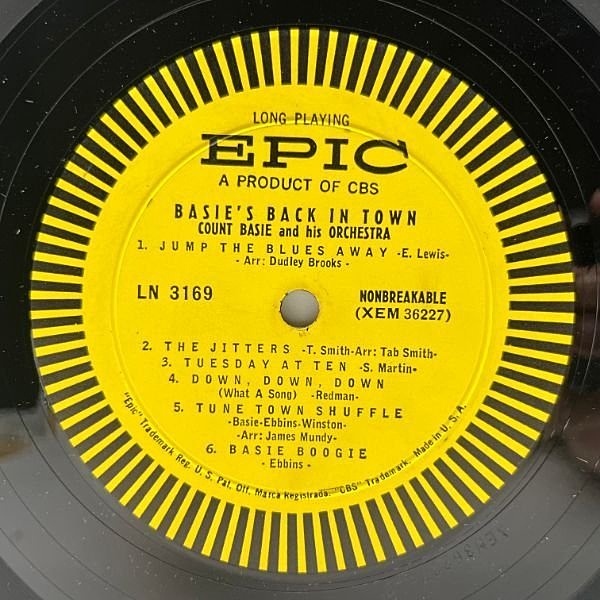 LONG PLAYING
EPIC
A PRODUCT OF CBS
BASIE'S BACK IN TOWN
COUNT BASIE and his ORCHESTRA
1. JUMP THE BLUES AWAY -E. Lewis-
- Arr: Dudley Brooks -
LN 3169
NONBREAKABLE
(XEM 36227)
2. THE JITTERS -T. Smith-Arr: Tab Smith-
3. TUESDAY AT TEN -S. Martin-
4. DOWN, DOWN, DOWN
(What A Song) -Redman-
5. TUNE TOWN SHUFFLE
-Basie-Ebbins-Winston-
-Arr: James Mundy-
6. BASIE BOOGIE
- Ebbins -
"Epic" Trademark Reg. U. S. Pat. Off. Marca Registrada. "CBS" Trademark. Made in U. S. A.